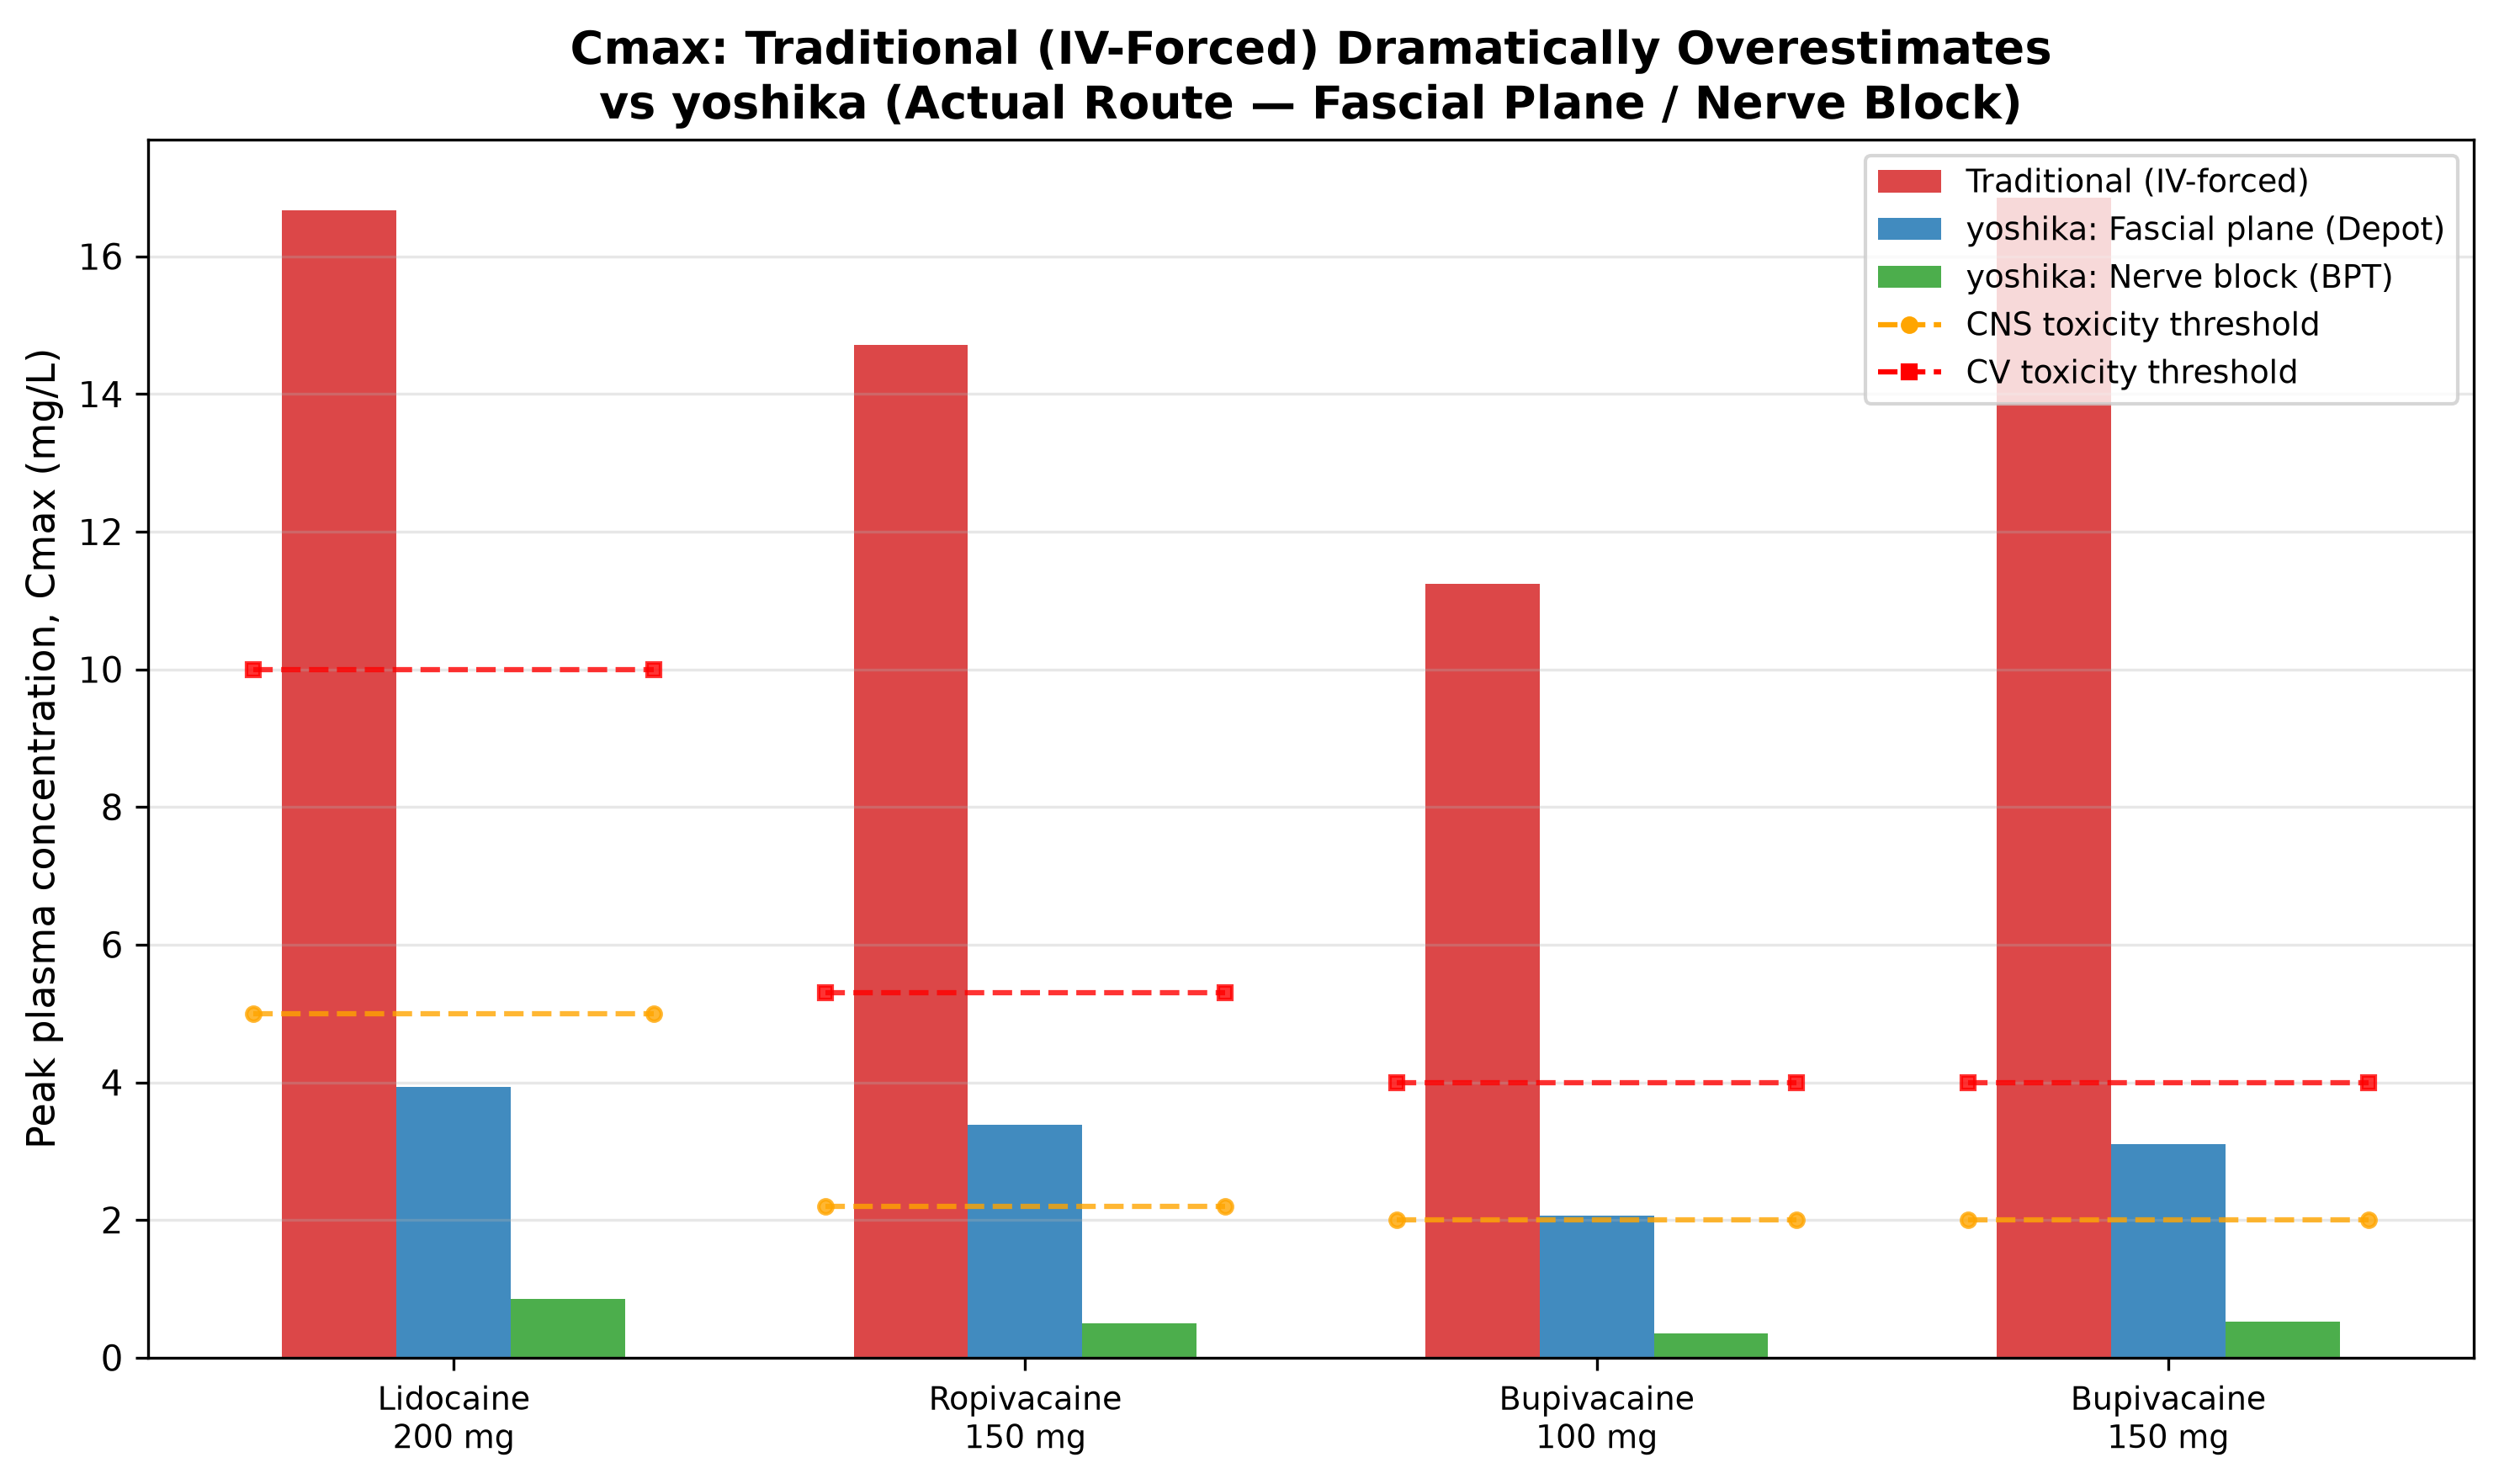 Cmax: Traditional (IV-Forced) Dramatically Overestimates
vs yoshika (Actual Route — Fascial Plane / Nerve Block)
Peak plasma concentration, Cmax (mg/L)
16
14
12
10
8
6
4
2
0
Traditional (IV-forced)
yoshika: Fascial plane (Depot)
yoshika: Nerve block (BPT)
CNS toxicity threshold
CV toxicity threshold
Lidocaine
200 mg
Ropivacaine
150 mg
Bupivacaine
100 mg
Bupivacaine
150 mg